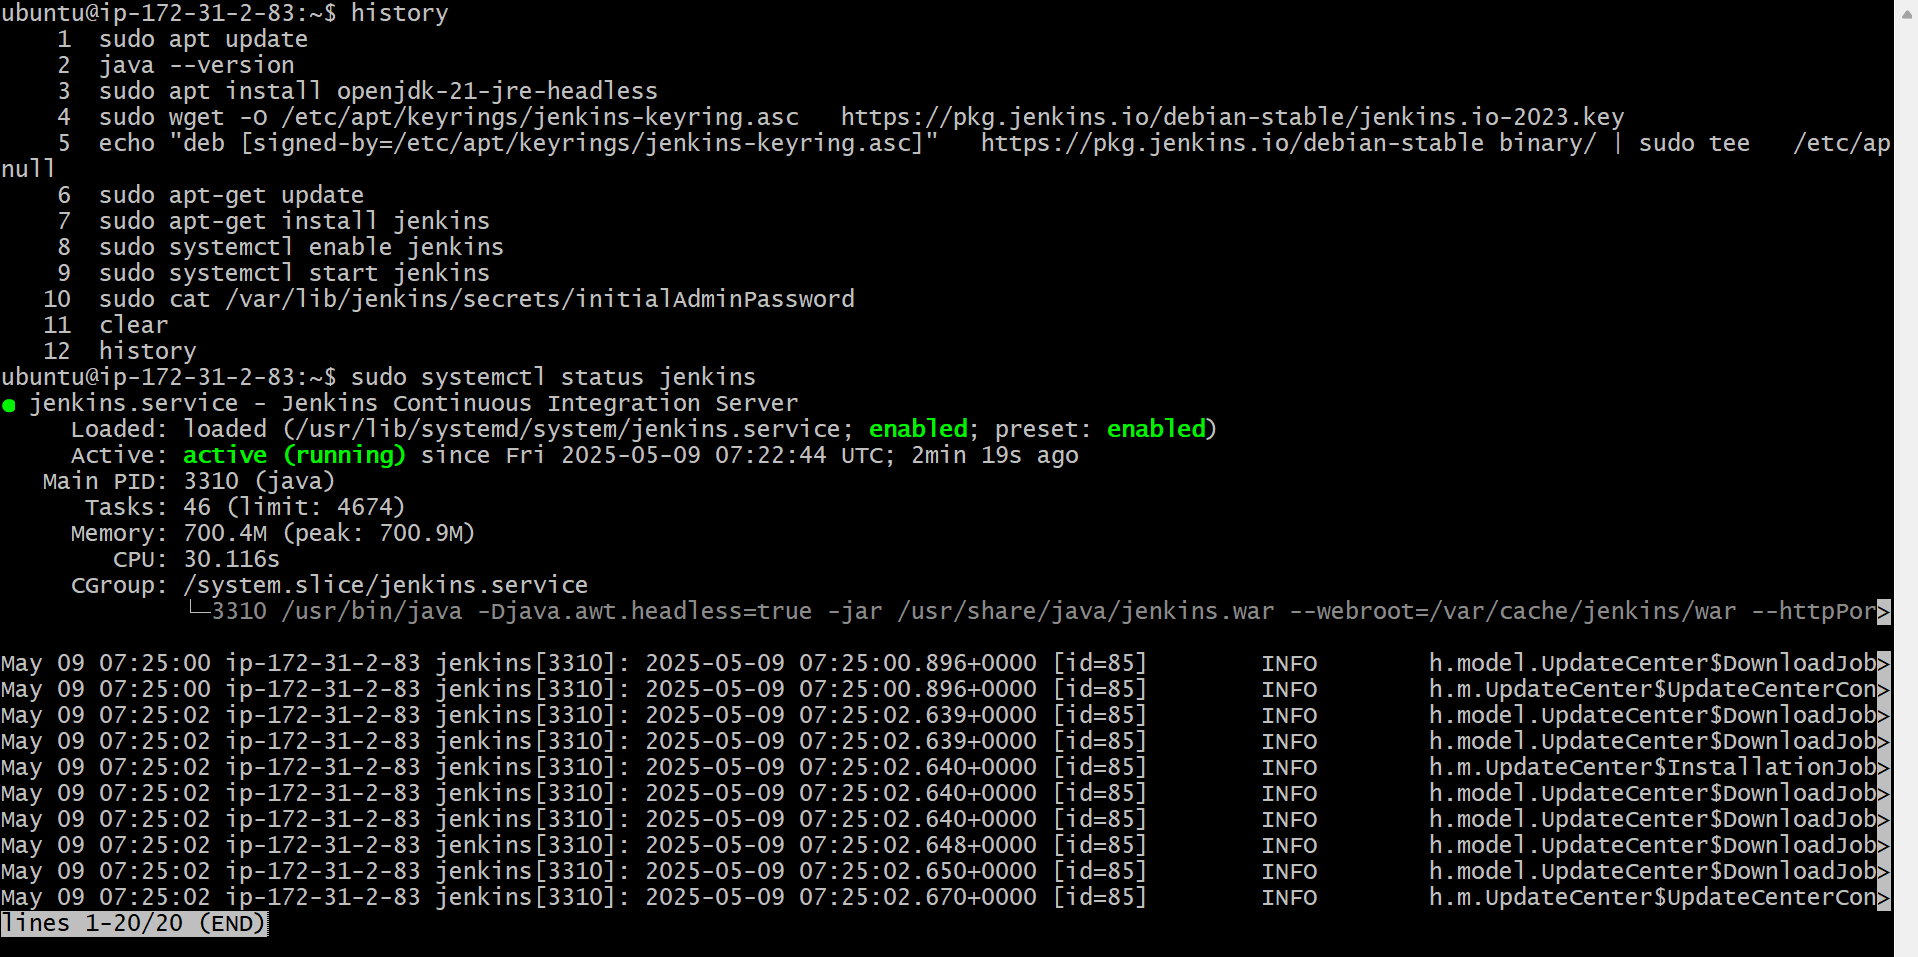 ubuntu@ip-172-31-2-83:~$ history
    1  sudo apt update
    2  java --version
    3  sudo apt install openjdk-21-jre-headless
    4  sudo wget -O /etc/apt/keyrings/jenkins-keyring.asc   https://pkg.jenkins.io/debian-stable/jenkins.io-2023.key
    5  echo "deb [signed-by=/etc/apt/keyrings/jenkins-keyring.asc]"   https://pkg.jenkins.io/debian-stable binary/ | sudo tee   /etc/ap
null
    6  sudo apt-get update
    7  sudo apt-get install jenkins
    8  sudo systemctl enable jenkins
    9  sudo systemctl start jenkins
   10  sudo cat /var/lib/jenkins/secrets/initialAdminPassword
   11  clear
   12  history
ubuntu@ip-172-31-2-83:~$ sudo systemctl status jenkins
● jenkins.service - Jenkins Continuous Integration Server
     Loaded: loaded (/usr/lib/systemd/system/jenkins.service; enabled; preset: enabled)
     Active: active (running) since Fri 2025-05-09 07:22:44 UTC; 2min 19s ago
   Main PID: 3310 (java)
      Tasks: 46 (limit: 4674)
     Memory: 700.4M (peak: 700.9M)
        CPU: 30.116s
     CGroup: /system.slice/jenkins.service
             └─3310 /usr/bin/java -Djava.awt.headless=true -jar /usr/share/java/jenkins.war --webroot=/var/cache/jenkins/war --httpPor>
May 09 07:25:00 ip-172-31-2-83 jenkins[3310]: 2025-05-09 07:25:00.896+0000 [id=85]        INFO        h.model.UpdateCenter$DownloadJob>
May 09 07:25:00 ip-172-31-2-83 jenkins[3310]: 2025-05-09 07:25:00.896+0000 [id=85]        INFO        h.m.UpdateCenter$UpdateCenterCon>
May 09 07:25:02 ip-172-31-2-83 jenkins[3310]: 2025-05-09 07:25:02.639+0000 [id=85]        INFO        h.model.UpdateCenter$DownloadJob>
May 09 07:25:02 ip-172-31-2-83 jenkins[3310]: 2025-05-09 07:25:02.639+0000 [id=85]        INFO        h.model.UpdateCenter$DownloadJob>
May 09 07:25:02 ip-172-31-2-83 jenkins[3310]: 2025-05-09 07:25:02.640+0000 [id=85]        INFO        h.m.UpdateCenter$InstallationJob>
May 09 07:25:02 ip-172-31-2-83 jenkins[3310]: 2025-05-09 07:25:02.640+0000 [id=85]        INFO        h.model.UpdateCenter$DownloadJob>
May 09 07:25:02 ip-172-31-2-83 jenkins[3310]: 2025-05-09 07:25:02.640+0000 [id=85]        INFO        h.model.UpdateCenter$DownloadJob>
May 09 07:25:02 ip-172-31-2-83 jenkins[3310]: 2025-05-09 07:25:02.648+0000 [id=85]        INFO        h.model.UpdateCenter$DownloadJob>
May 09 07:25:02 ip-172-31-2-83 jenkins[3310]: 2025-05-09 07:25:02.650+0000 [id=85]        INFO        h.model.UpdateCenter$DownloadJob>
May 09 07:25:02 ip-172-31-2-83 jenkins[3310]: 2025-05-09 07:25:02.670+0000 [id=85]        INFO        h.m.UpdateCenter$UpdateCenterCon>
lines 1-20/20 (END)